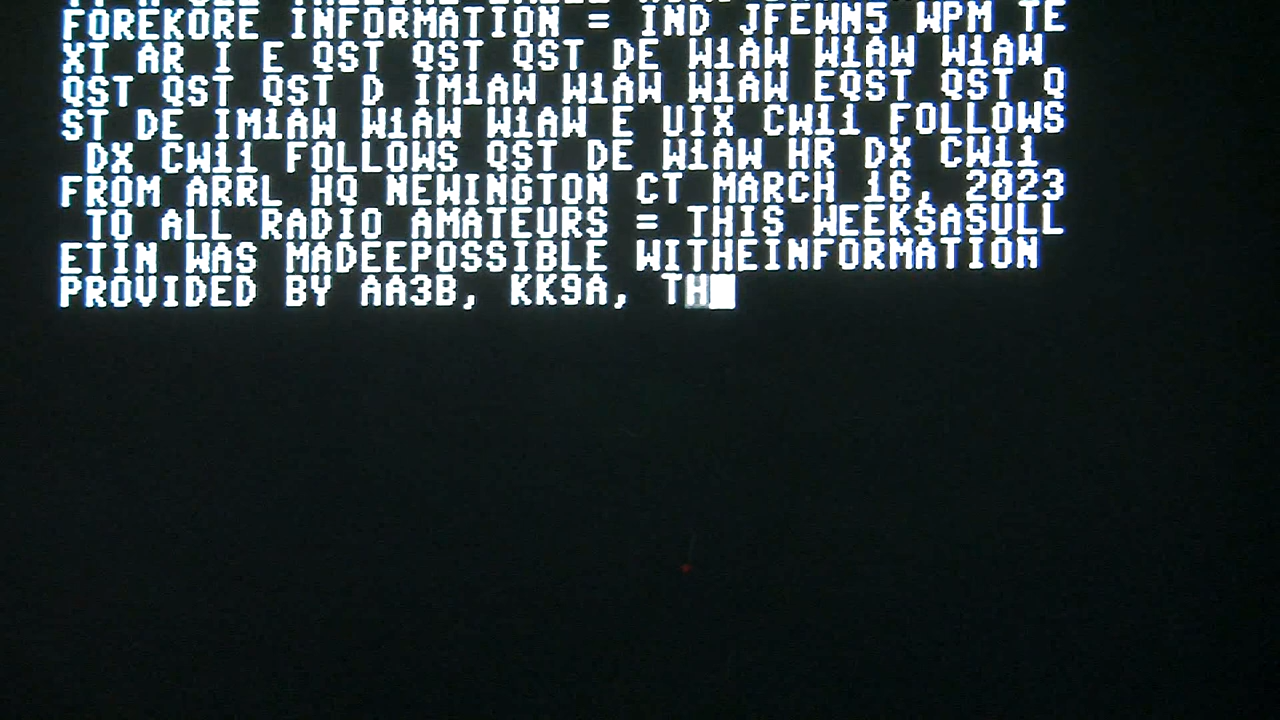 FOREKORE INFORMATION = IND JFEWN5 WPM TE
XT AR I E QST QST QST DE W1AW W1AW W1AW
QST QST QST D IM1AW W1AW W1AW EQST QST Q
ST DE IM1AW W1AW W1AW E UIX CW11 FOLLOWS
DX CW11 FOLLOWS QST DE W1AW HR DX CW11
FROM ARRL HQ NEWINGTON CT MARCH 16, 2023
TO ALL RADIO AMATEURS = THIS WEEK$ASULL
ETIN WAS MADEEPOSSIBLE WITHEINFORMATION
PROVIDED BY AA3B, KK9A, TH